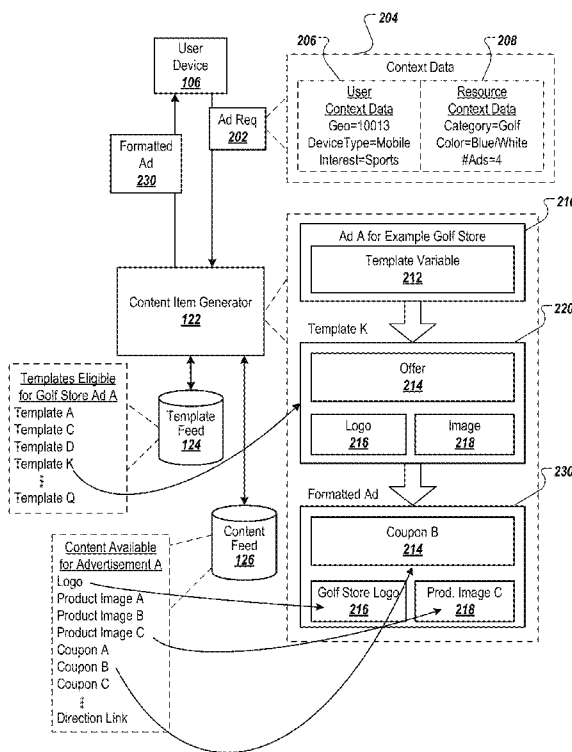 204
206
208
Context Data
User
Context Data
Geo=10013
DeviceType=Mobile
Interest=Sports
Resource
Context Data
Category=Golf
Color=Blue/White
#Ads=4
User
Device
106
Ad Req
202
Formatted
Ad
230
210
Ad A for Example Golf Store
Template Variable
212
Content Item Generator
122
220
Template K
Offer
214
Logo
216
Image
218
Templates Eligible
for Golf Store Ad A
Template A
Template C
Template D
Template K
Template Q
Template
Feed
124
230
Formatted Ad
Coupon B
214
Golf Store Logo
216
Prod. Image C
218
Content
Feed
126
Content Available
for Advertisement A
Logo
Product Image A
Product Image B
Product Image C
Coupon A
Coupon B
Coupon C
Direction Link